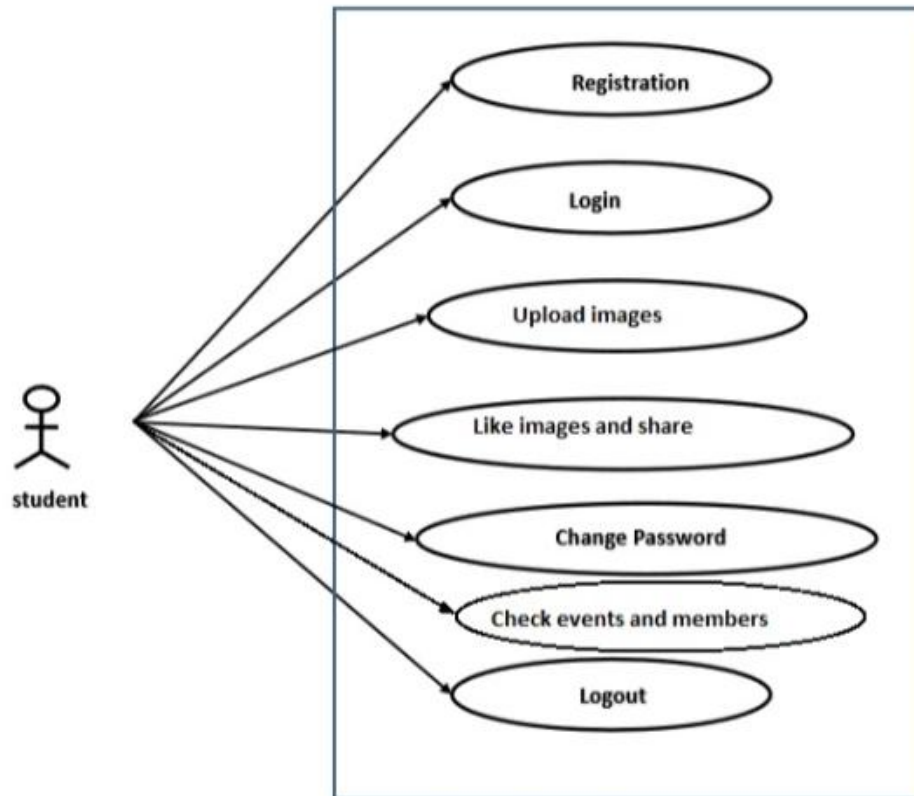 Registration
Login
Upload images
Like images and share
student
Change Password
Check events and members
Logout